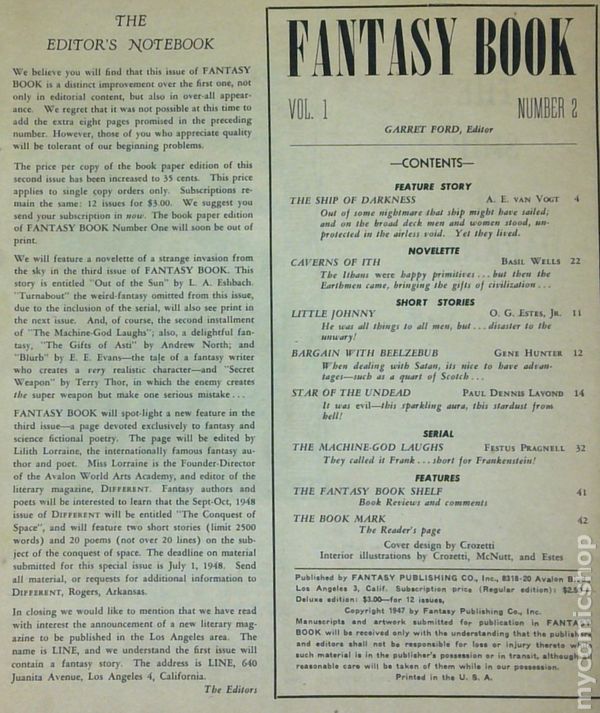 THE
EDITOR'S NOTEBOOK
We believe you will find that this issue of FANTASY
BOOK is a distinct improvement over the first one, not
only in editorial content, but also in over-all appear-
ance. We regret that it was not possible at this time to
add the extra eight pages promised in the preceding
number. However, those of you who appreciate quality
will be tolerant of our beginning problems.
The price per copy of the book paper edition of this
second issue has been increased to 35 cents. This price
applies to single copy orders only. Subscriptions re-
main the same: 12 issues for $3.00. We suggest you
send your subscription in now. The book paper edition
of FANTASY BOOK Number One will soon be out of
print.
We will feature a novelette of a strange invasion from
the sky in the third issue of FANTASY BOOK. This
story is entitled "Out of the Sun" by L. A. Eshbach.
"Turnabout" the weird-fantasy omitted from this issue,
due to the inclusion of the serial, will also see print in
the next issue. And, of course, the second installment
of "The Machine-God Laughs"; also, a delightful fan-
tasy, "The Gifts of Asti" by Andrew North; and
"Blurb" by E. E. Evans—the tale of a fantasy writer
who creates a very realistic character—and "Secret
Weapon" by Terry Thor, in which the enemy creates
the super weapon but make one serious mistake...
FANTASY BOOK will spot-light a new feature in the
third issue—a page devoted exclusively to fantasy and
science fictional poetry. The page will be edited by
Lilith Lorraine, the internationally famous fantasy au-
thor and poet. Miss Lorraine is the Founder-Director
of the Avalon World Arts Academy, and editor of the
literary magazine, DIFFERENT. Fantasy authors and
poets will be interested to learn that the Sept-Oct, 1948
issue of DIFFERENT will be entitled "The Conquest of
Space", and will feature two short stories (limit 2500
words) and 20 poems (not over 20 lines) on the sub-
ject of the conquest of space. The deadline on material
submitted for this special issue is July 1, 1948. Send
all material, or requests for additional information to
DIFFERENT, Rogers, Arkansas.
In closing we would like to mention that we have read
with interest the announcement of a new literary mag-
azine to be published in the Los Angeles area. The
name is LINE, and we understand the first issue will
contain a fantasy story. The address is LINE, 640
Juanita Avenue, Los Angeles 4, California.
The Editors
FANTASY BOOK
VOL. 1 NUMBER 2
GARRET FORD, Editor
—CONTENTS—
FEATURE STORY
THE SHIP OF DARKNESS A. E. VAN VOGT 4
Out of some nightmare that ship might have sailed;
and on the broad deck men and women stood, un-
protected in the airless void. Yet they lived.
NOVELETTE
CAVERNS OF ITH BASIL WELLS 22
The Ithans were happy primitives... but then the
Earthmen came, bringing the gifts of civilization...
SHORT STORIES
LITTLE JOHNNY O. G. ESTES, JR. 11
He was all things to all men, but... disaster to the
unwary!
BARGAIN WITH BEELZEBUB GENE HUNTER 12
When dealing with Satan, its nice to have advan-
tages—such as a quart of Scotch...
STAR OF THE UNDEAD PAUL DENNIS LAVOND 14
It was evil—this sparkling aura, this stardust from
hell!
SERIAL
THE MACHINE-GOD LAUGHS FESTUS PRAGNELL 32
They called it Frank... short for Frankenstein!
FEATURES
THE FANTASY BOOK SHELF 41
Book Reviews and comments
THE BOOK MARK 42
The Reader's page
Cover design by Crozetti
Interior illustrations by Crozetti, McNutt, and Estes
Published by FANTASY PUBLISHING CO., Inc., 8318-20 Avalon B
Los Angeles 3, Calif. Subscription price (Regular edition): $2.5
Deluxe edition: $3.00—for 12 issues,
Copyright 1947 by Fantasy Publishing Co., Inc.
Manuscripts and artwork submitted for publication in FANTA
BOOK will be received only with the understanding that the publish
and editors shall not be responsible for loss or injury thereto wh
such material is in the publisher's possession or in transit, although
reasonable care will be taken of them while in our possession.
Printed in the U. S. A.
mycomicshop